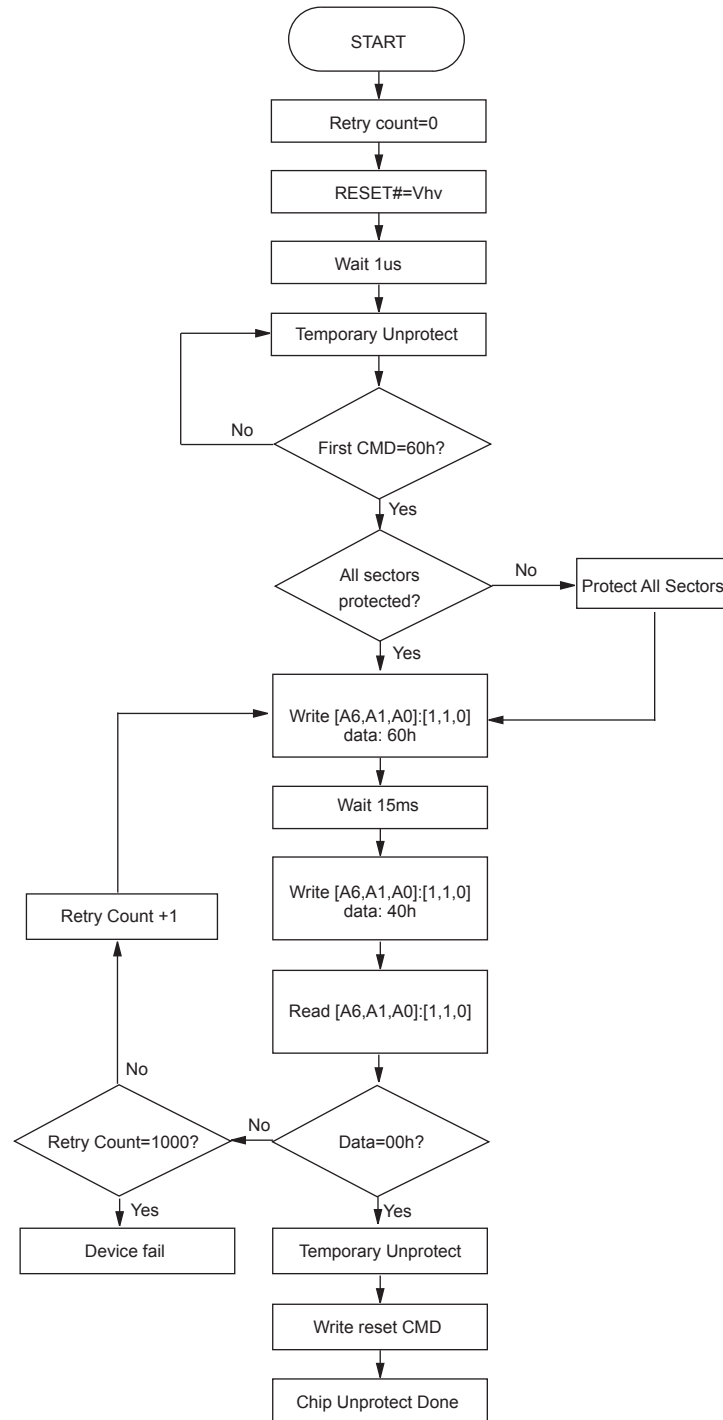 START
Retry count=0
RESET#=Vhv
Wait 1us
Temporary Unprotect
No
First CMD=60h?
Yes
All sectors
protected?
No
Protect All Sectors
Yes
Write [A6,A1,A0]:[1,1,0]
data: 60h
Wait 15ms
Write [A6,A1,A0]:[1,1,0]
data: 40h
Retry Count +1
Read [A6,A1,A0]:[1,1,0]
No
Retry Count=1000?
No
Data=00h?
Yes
Yes
Device fail
Temporary Unprotect
Write reset CMD
Chip Unprotect Done